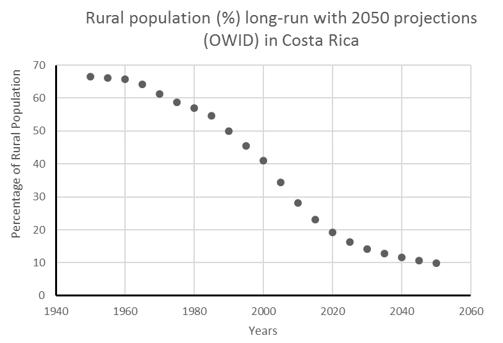 Rural population (%) long-run with 2050 projections
(OWID) in Costa Rica
Percentage of Rural Population
70
60
50
40
30
20
10
0
1940 1960 1980 2000 2020 2040 2060
Years